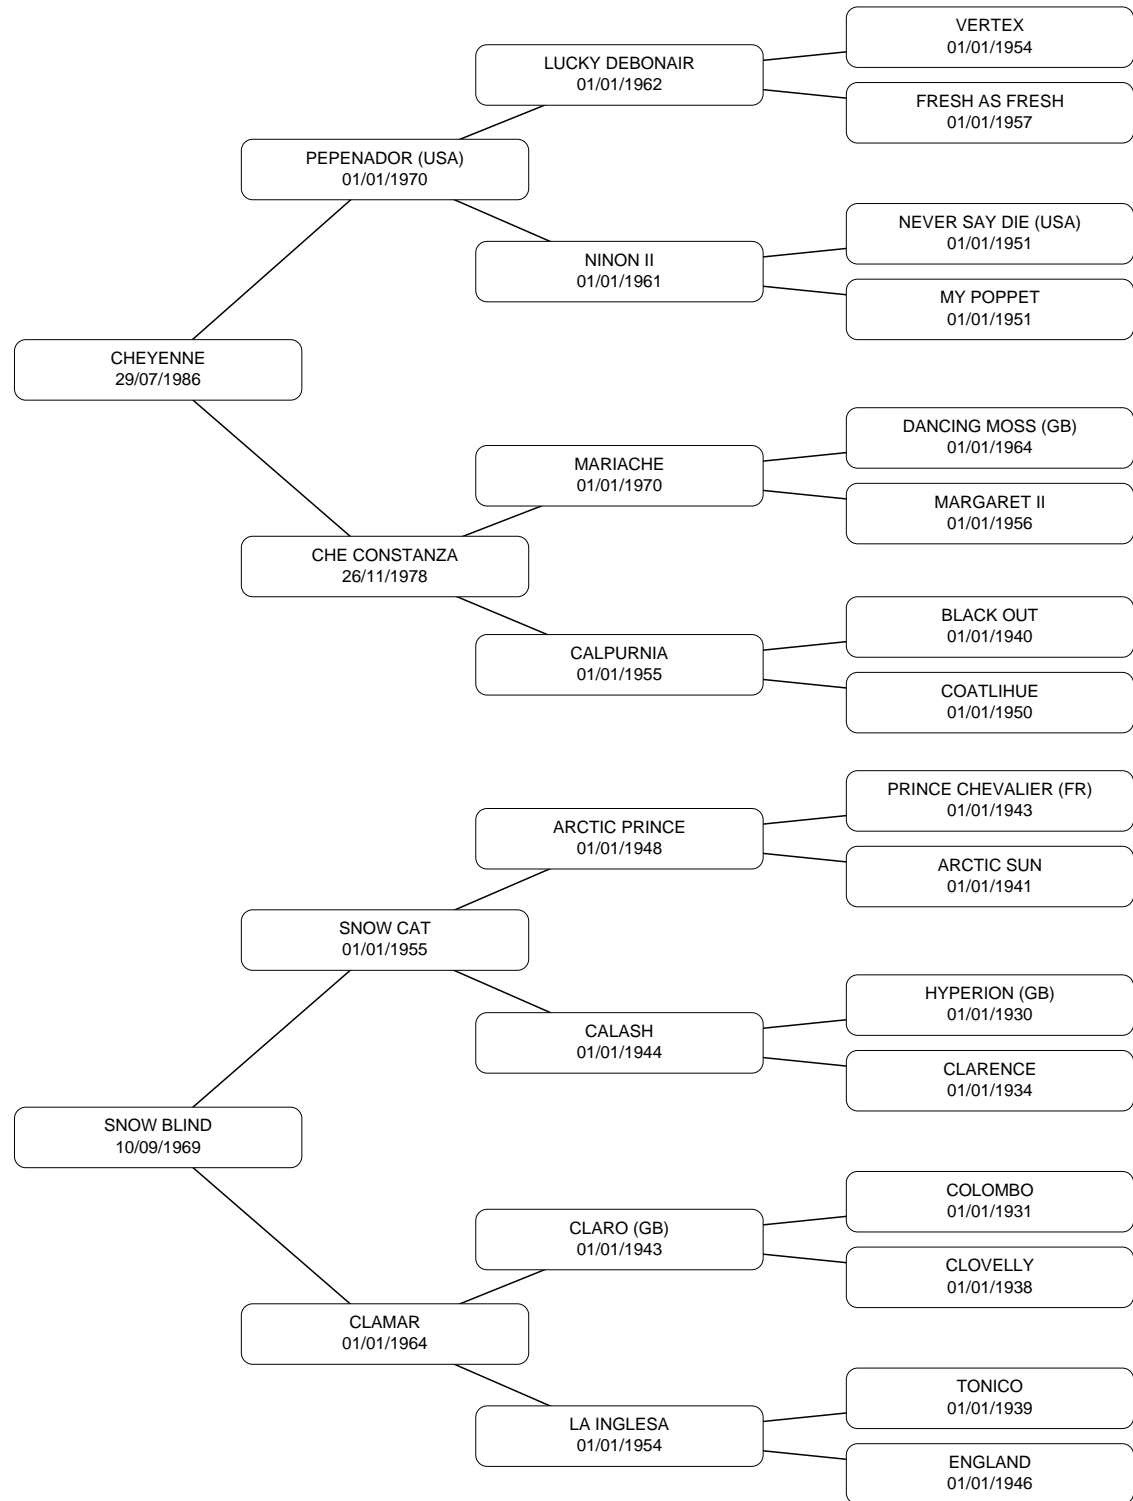 VERTEX
01/01/1954
LUCKY DEBONAIR
01/01/1962
FRESH AS FRESH
01/01/1957
PEPENADOR (USA)
01/01/1970
NEVER SAY DIE (USA)
01/01/1951
NINON II
01/01/1961
MY POPPET
01/01/1951
CHEYENNE
29/07/1986
DANCING MOSS (GB)
01/01/1964
MARIACHE
01/01/1970
MARGARET II
01/01/1956
CHE CONSTANZA
26/11/1978
BLACK OUT
01/01/1940
CALPURNIA
01/01/1955
COATLIHUE
01/01/1950
PRINCE CHEVALIER (FR)
01/01/1943
ARCTIC PRINCE
01/01/1948
ARCTIC SUN
01/01/1941
SNOW CAT
01/01/1955
HYPERION (GB)
01/01/1930
CALASH
01/01/1944
CLARENCE
01/01/1934
SNOW BLIND
10/09/1969
COLOMBO
01/01/1931
CLARO (GB)
01/01/1943
CLOVELLY
01/01/1938
CLAMAR
01/01/1964
TONICO
01/01/1939
LA INGLESA
01/01/1954
ENGLAND
01/01/1946